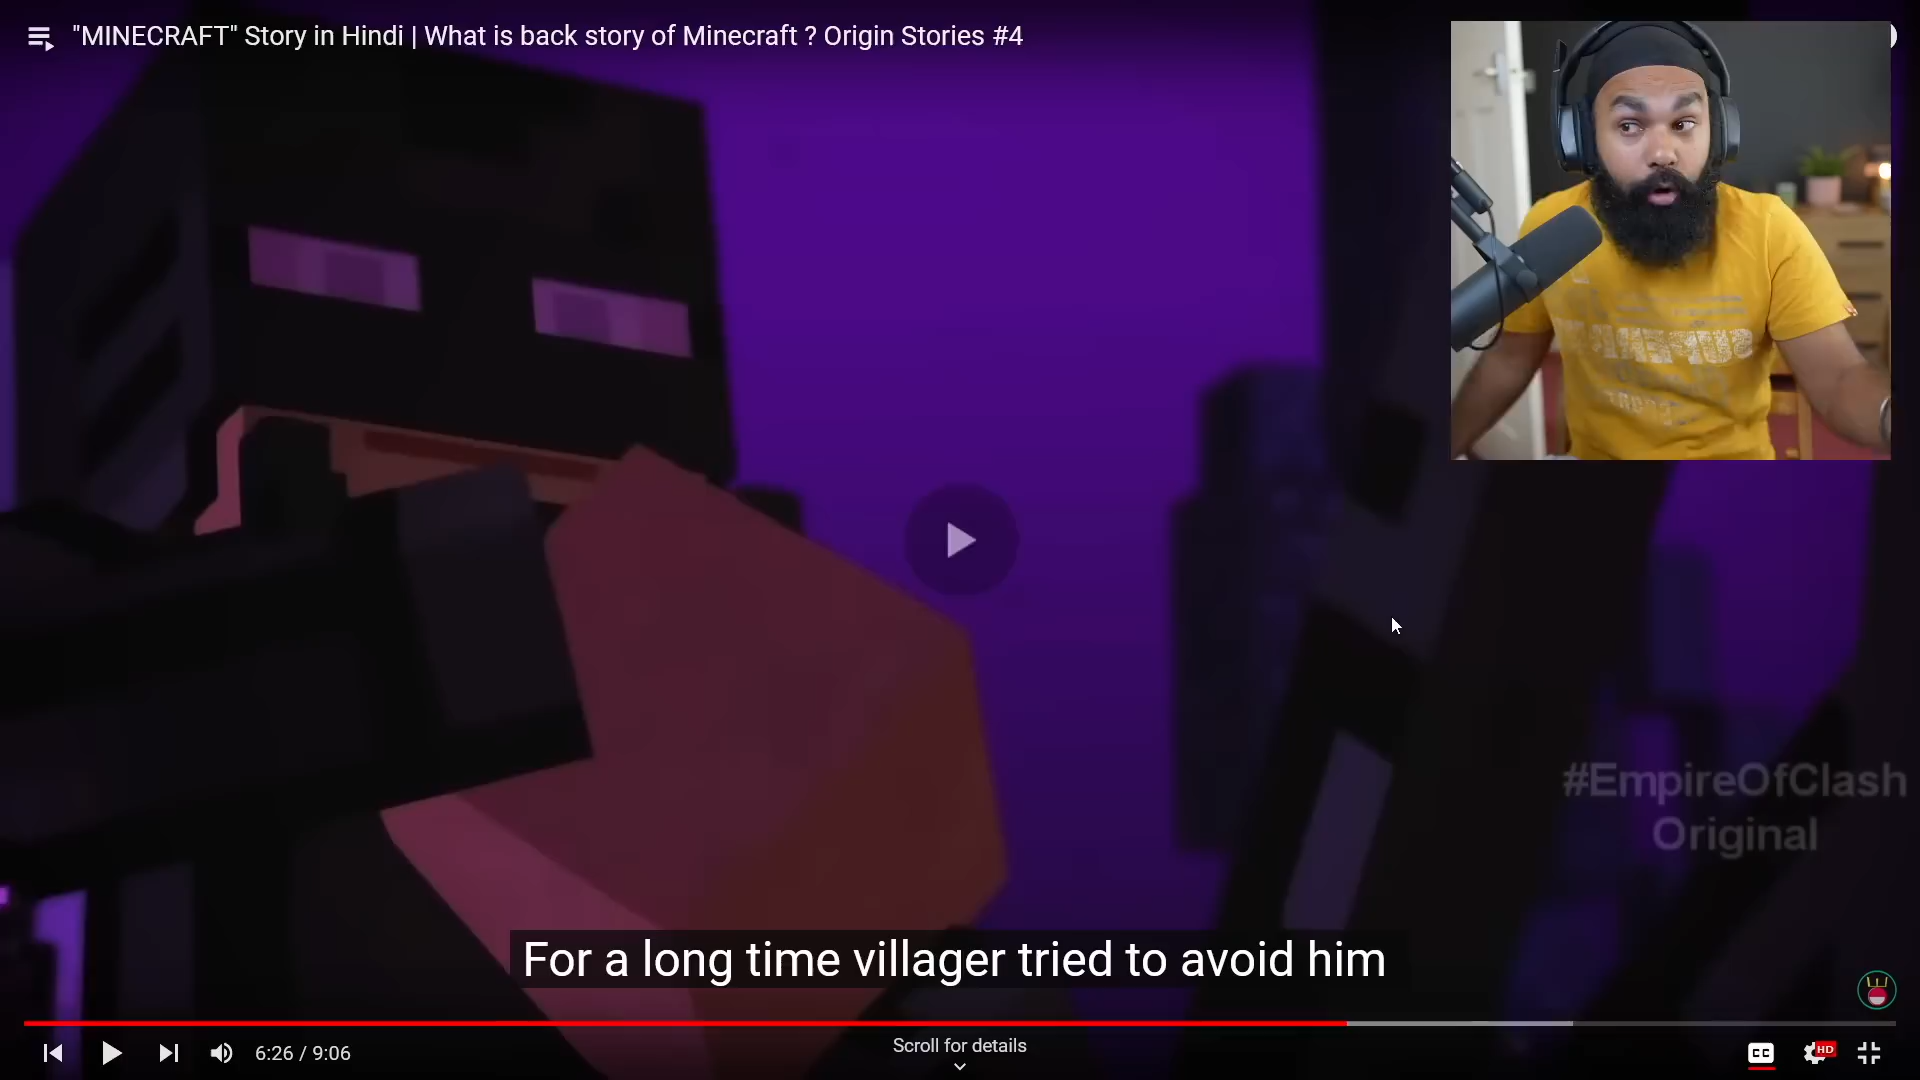 "MINECRAFT" Story in Hindi | What is back story of Minecraft ? Origin Stories #4
#EmpireOfClash
Original
For a long time villager tried to avoid him
6:26 / 9:06
Scroll for details
CC
HD